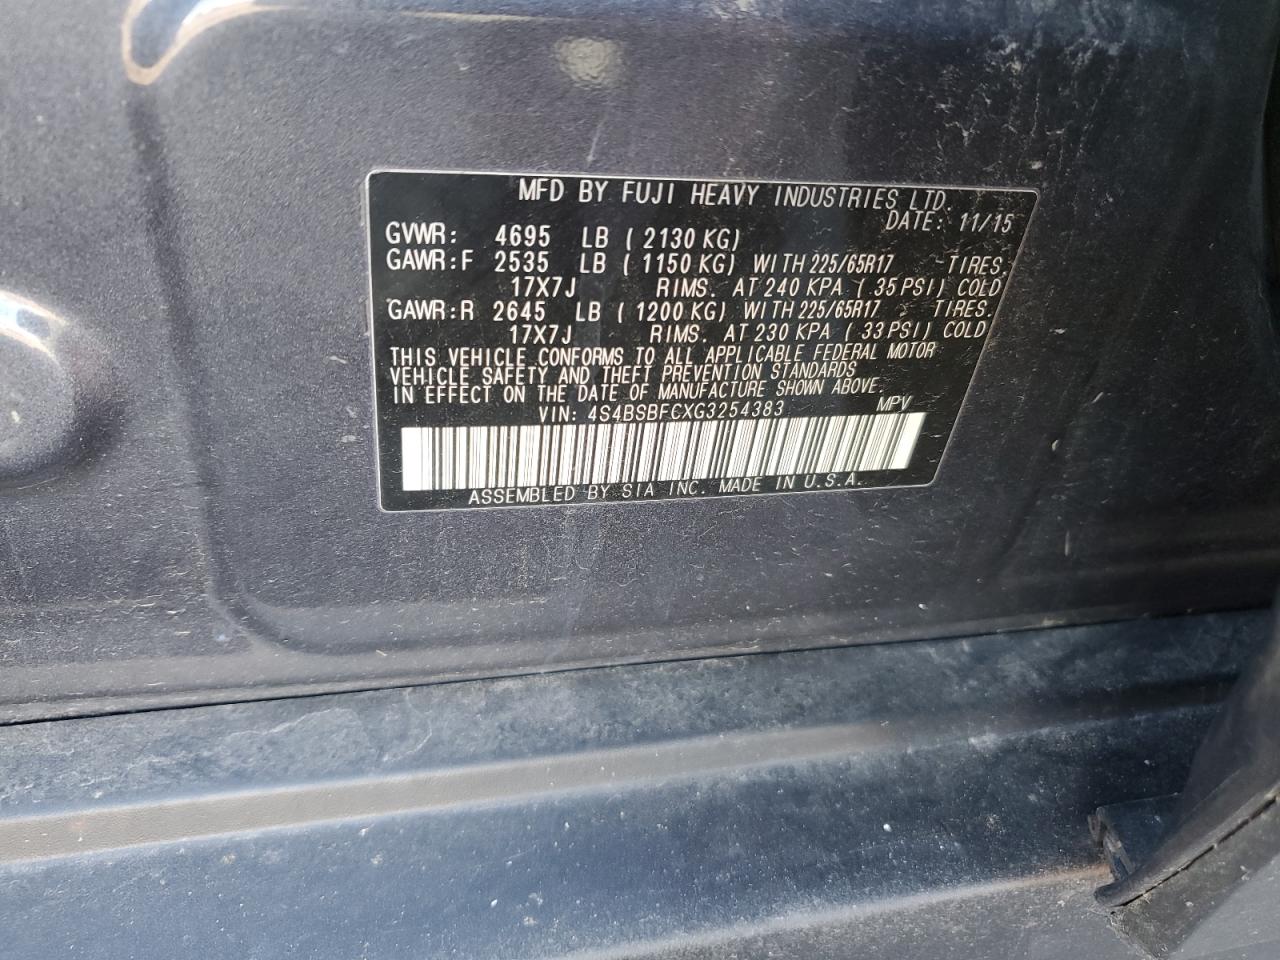 MFD BY FUJI HEAVY INDUSTRIES LTD.
DATE: 11/15
GVWR: 4695 LB ( 2130 KG)
GAWR:F 2535 LB ( 1150 KG) WITH 225/65R17 TIRES.
17X7J RIMS. AT 240 KPA ( 35 PSI) COLD
GAWR:R 2645 LB ( 1200 KG) WITH 225/65R17 TIRES.
17X7J RIMS. AT 230 KPA ( 33 PSI) COLD
THIS VEHICLE CONFORMS TO ALL APPLICABLE FEDERAL MOTOR
VEHICLE SAFETY AND THEFT PREVENTION STANDARDS
IN EFFECT ON THE DATE OF MANUFACTURE SHOWN ABOVE.
VIN: 4S4BSBFCXG3254383 MPV
ASSEMBLED BY SIA INC. MADE IN U.S.A.